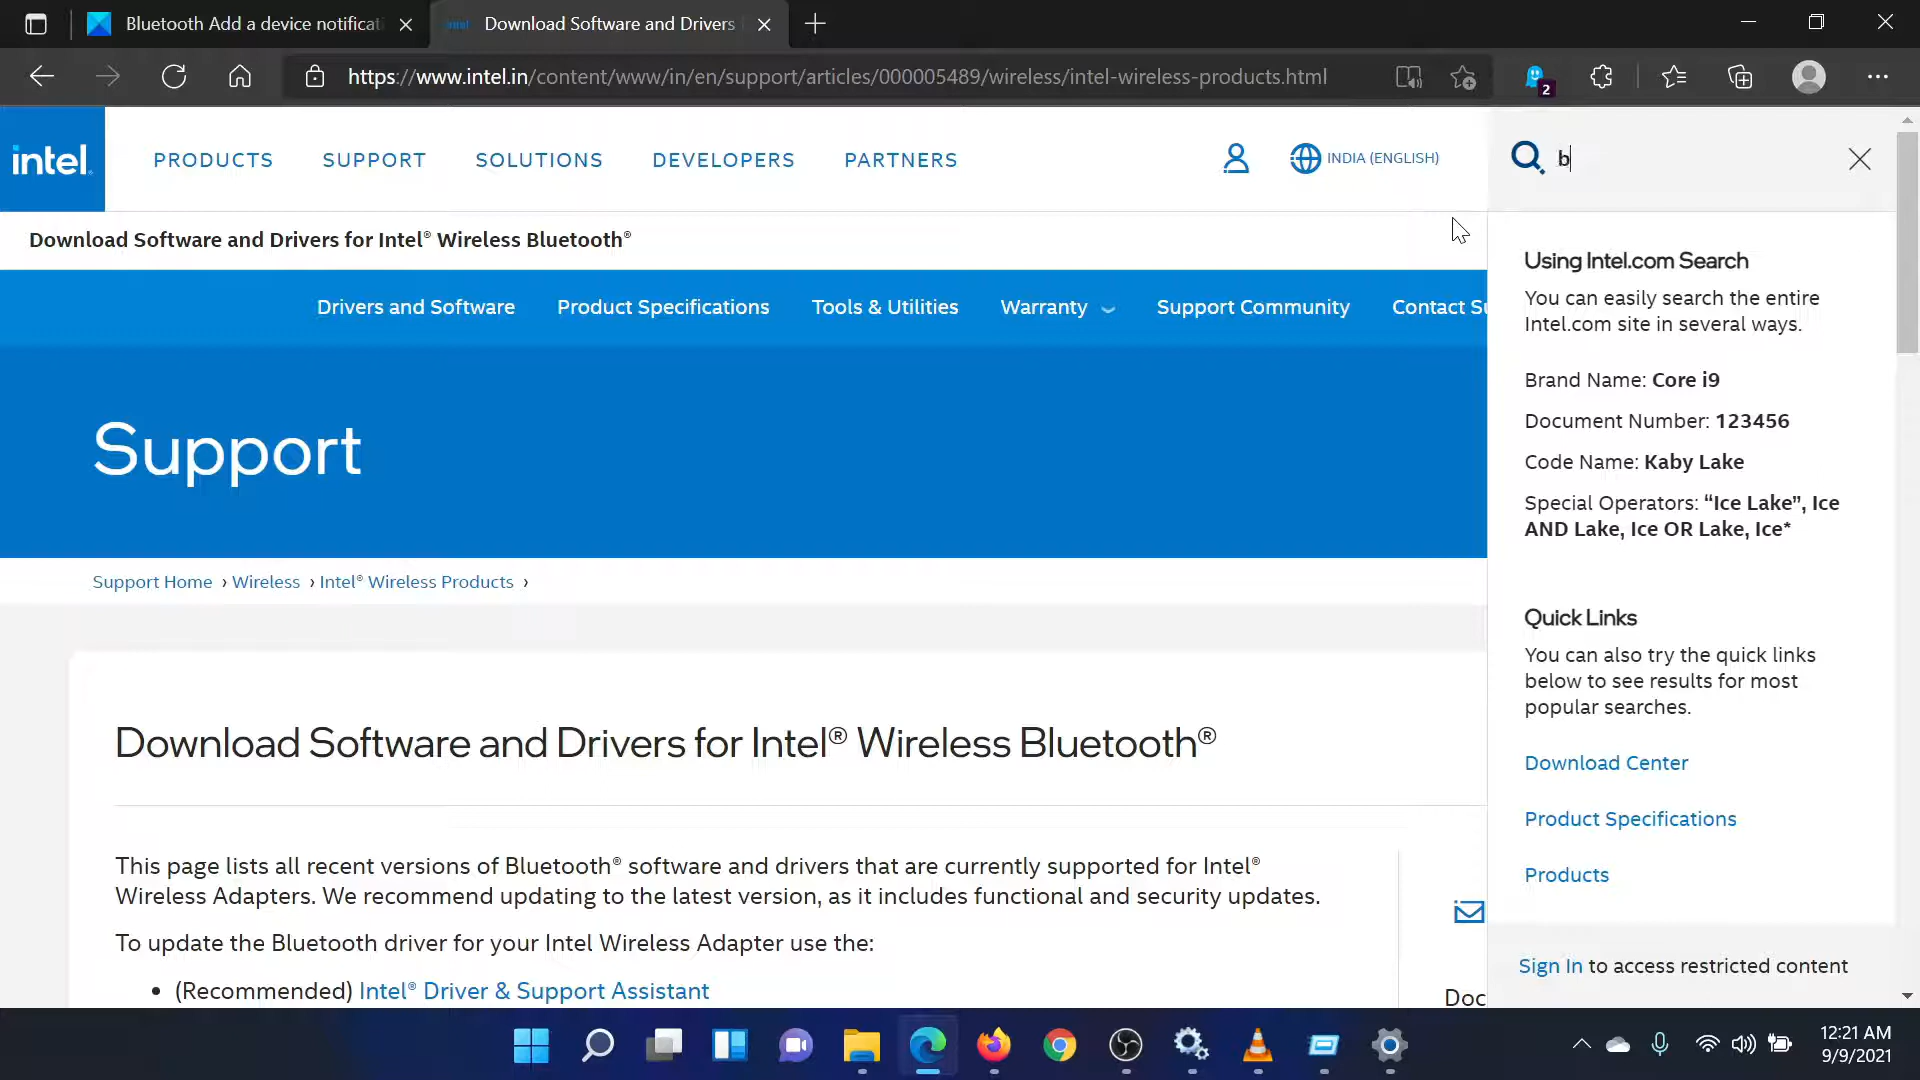 Bluetooth Add a device notificat
Download Software and Drivers
https://www.intel.in/content/www/in/en/support/articles/000005489/wireless/intel-wireless-products.html
2
intel.
PRODUCTS
SUPPORT
SOLUTIONS
DEVELOPERS
PARTNERS
INDIA (ENGLISH)
b
Download Software and Drivers for Intel® Wireless Bluetooth®
Drivers and Software
Product Specifications
Tools & Utilities
Warranty
Support Community
Contact Su
Support
Support Home › Wireless › Intel® Wireless Products ›
Download Software and Drivers for Intel® Wireless Bluetooth®
This page lists all recent versions of Bluetooth® software and drivers that are currently supported for Intel®
Wireless Adapters. We recommend updating to the latest version, as it includes functional and security updates.
To update the Bluetooth driver for your Intel Wireless Adapter use the:
• (Recommended) Intel® Driver & Support Assistant
Doc
Using Intel.com Search
You can easily search the entire
Intel.com site in several ways.
Brand Name: Core i9
Document Number: 123456
Code Name: Kaby Lake
Special Operators: “Ice Lake”, Ice
AND Lake, Ice OR Lake, Ice*
Quick Links
You can also try the quick links
below to see results for most
popular searches.
Download Center
Product Specifications
Products
Sign In to access restricted content
12:21 AM
9/9/2021